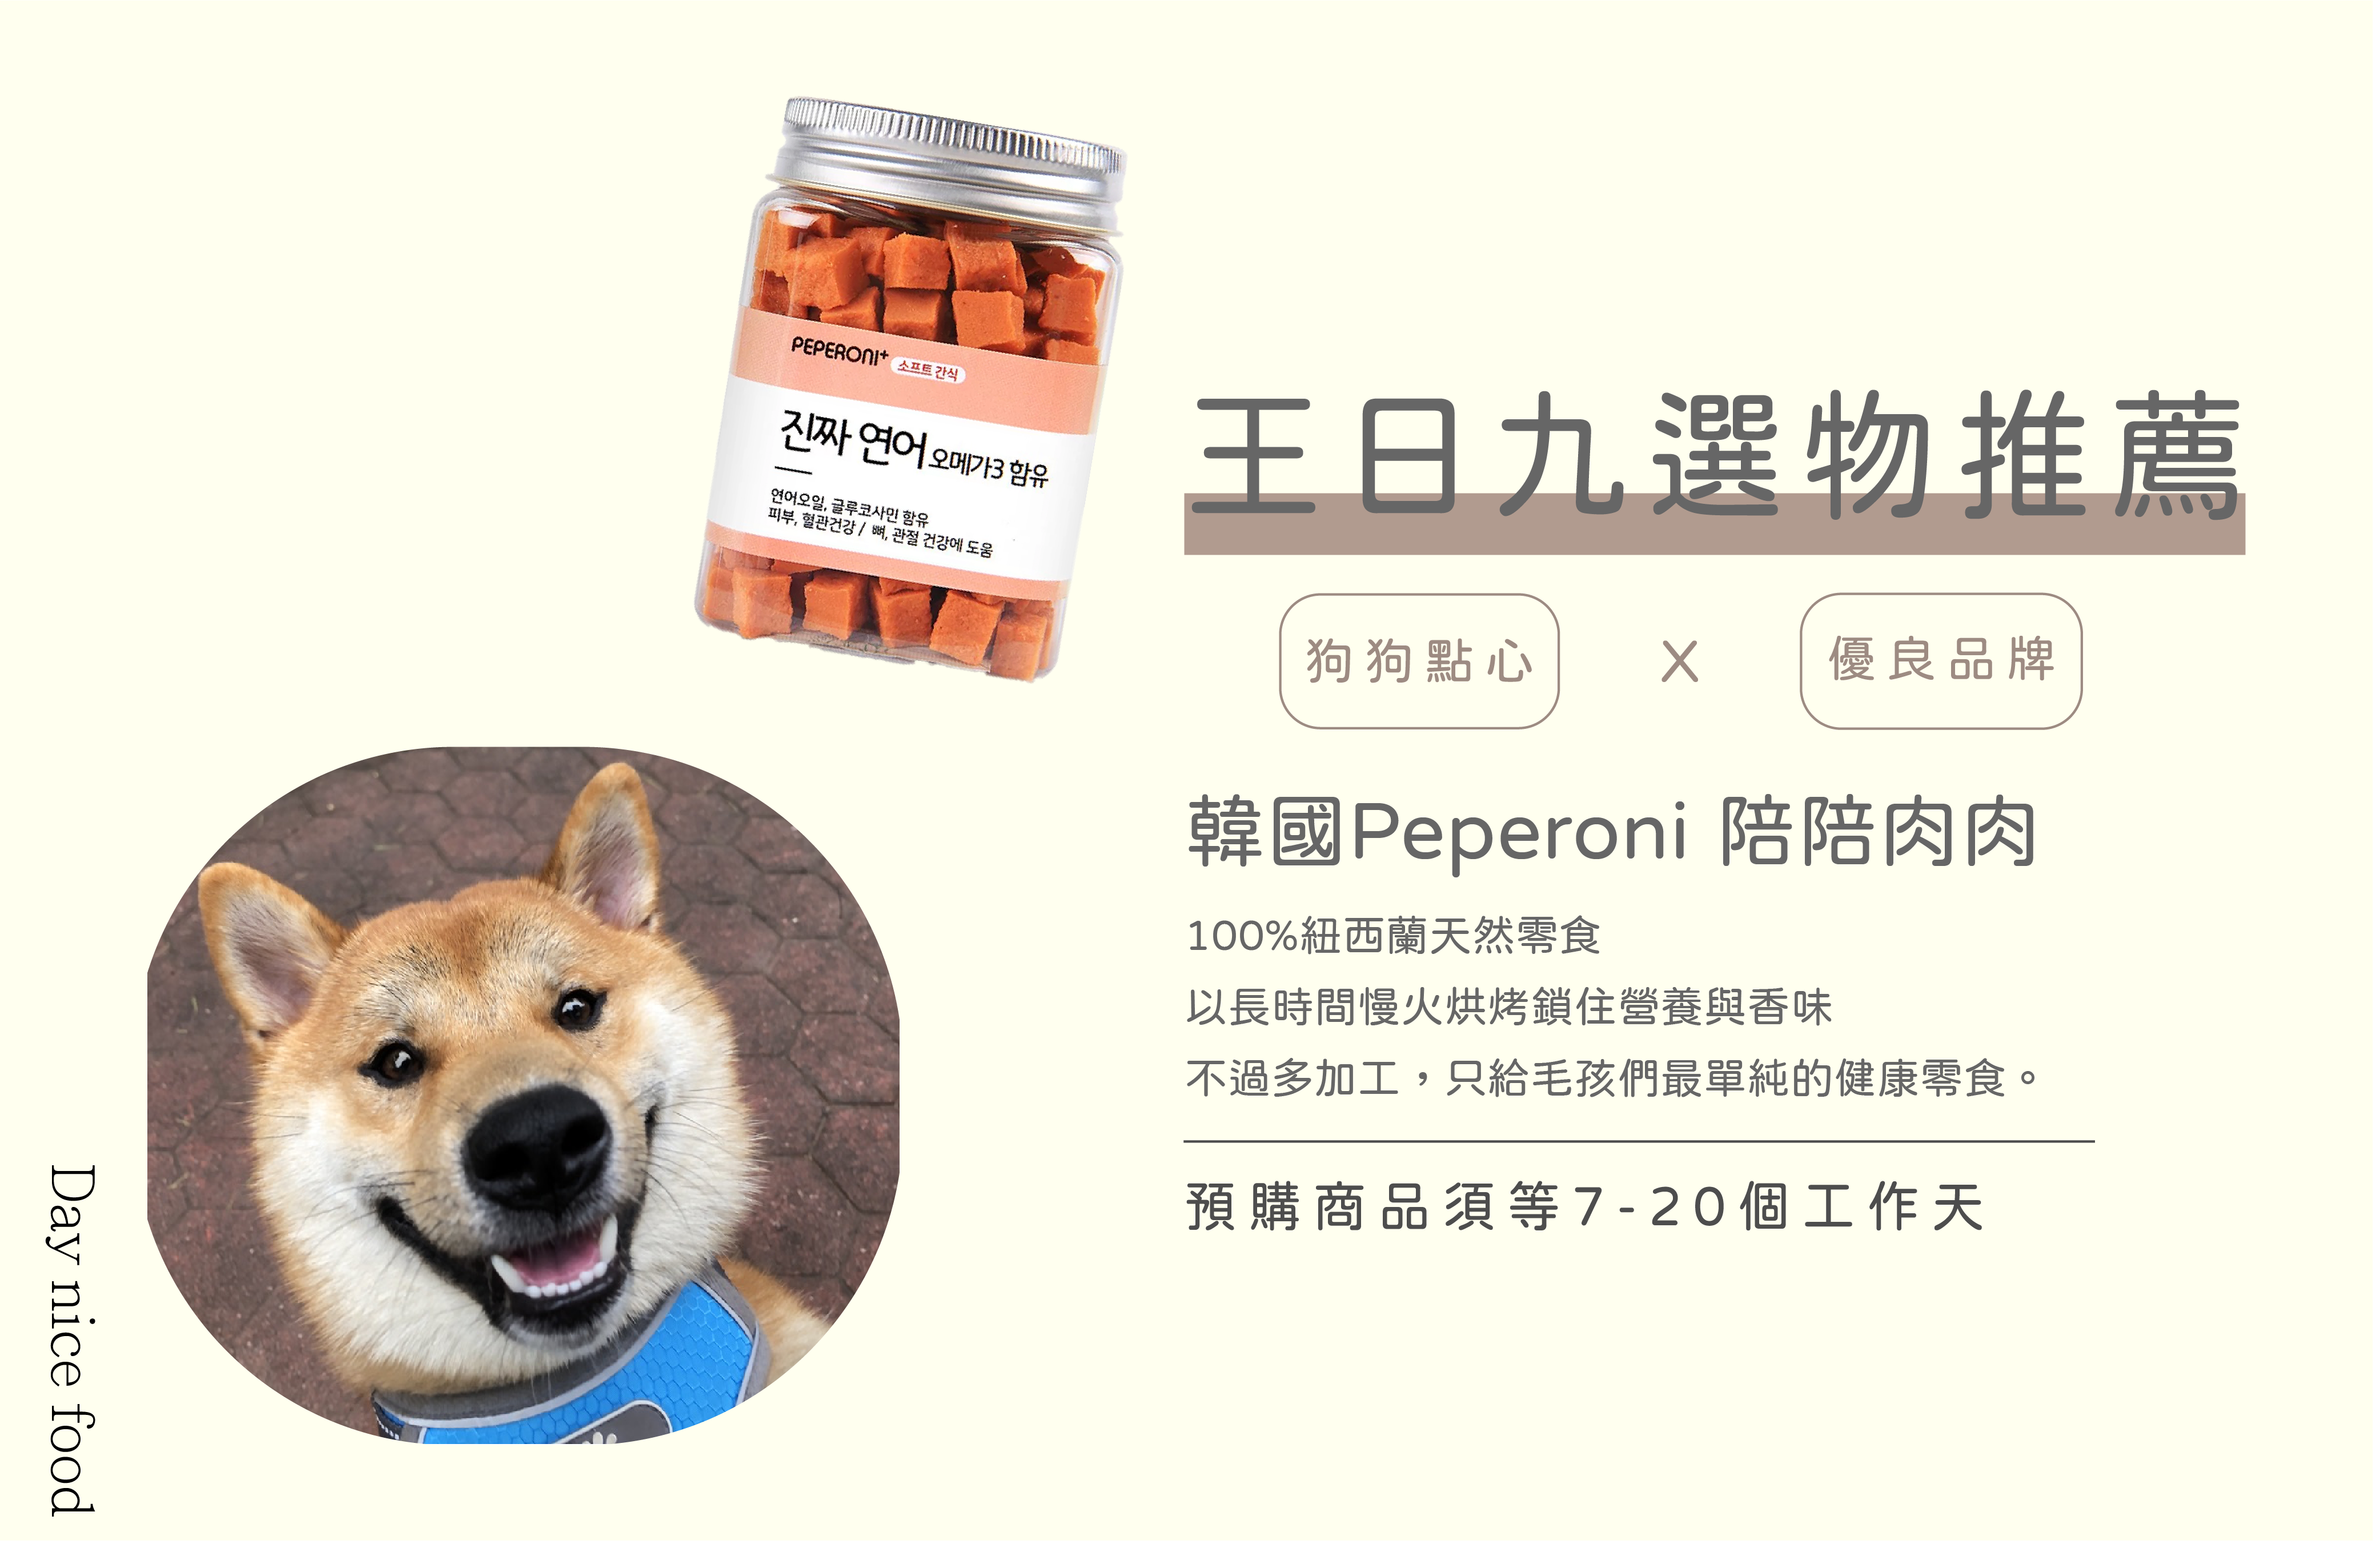 PEPERONI+ 소프트 간식
진짜 연어 오메가3 함유
연어오일, 글루코사민 함유
피부, 혈관건강 / 뼈, 관절 건강에 도움
王日九選物推薦
狗狗點心 X 優良品牌
韓國Peperoni 陪陪肉肉
100%紐西蘭天然零食
以長時間慢火烘烤鎖住營養與香味
不過多加工，只給毛孩們最單純的健康零食。
預購商品須等7-20個工作天
Day nice food